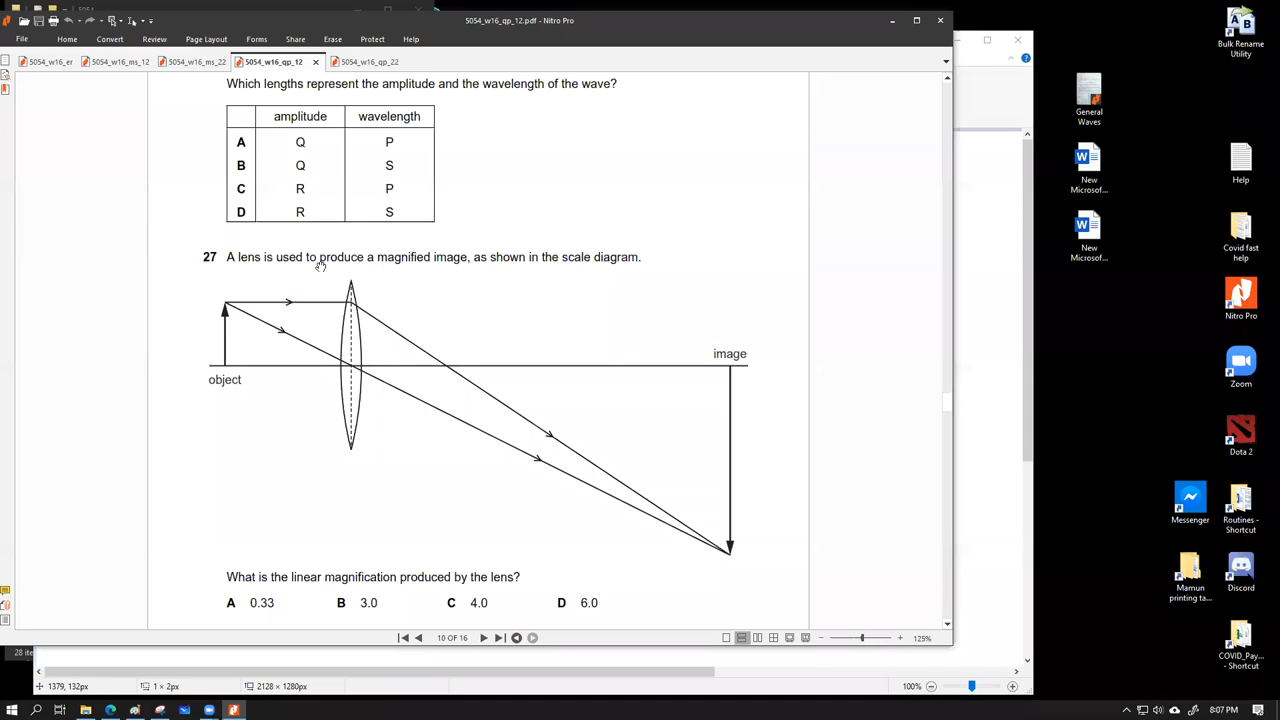 5054_w16_qp_12.pdf - Nitro Pro
File Home Convert Review Page Layout Forms Share Erase Protect Help
5054_w16_er 5054_w16_ms_12 5054_w16_ms_22 5054_w16_qp_12 5054_w16_qp_22
Which lengths represent the amplitude and the wavelength of the wave?
amplitude wavelength
A Q P
B Q S
C R P
D R S
27 A lens is used to produce a magnified image, as shown in the scale diagram.
image
object
What is the linear magnification produced by the lens?
A 0.33 B 3.0 C 4.0 D 6.0
10 OF 16
125%
28 ite
1379, 132px 1 × 2px 2128 × 1280px 100%
General
Waves
New
Microsof...
New
Microsof...
Bulk Rename
Utility
Help
Covid fast
help
Nitro Pro
Zoom
Dota 2
Messenger
Routines -
Shortcut
Mamun
printing ta...
Discord
COVID_Pay...
- Shortcut
8:07 PM